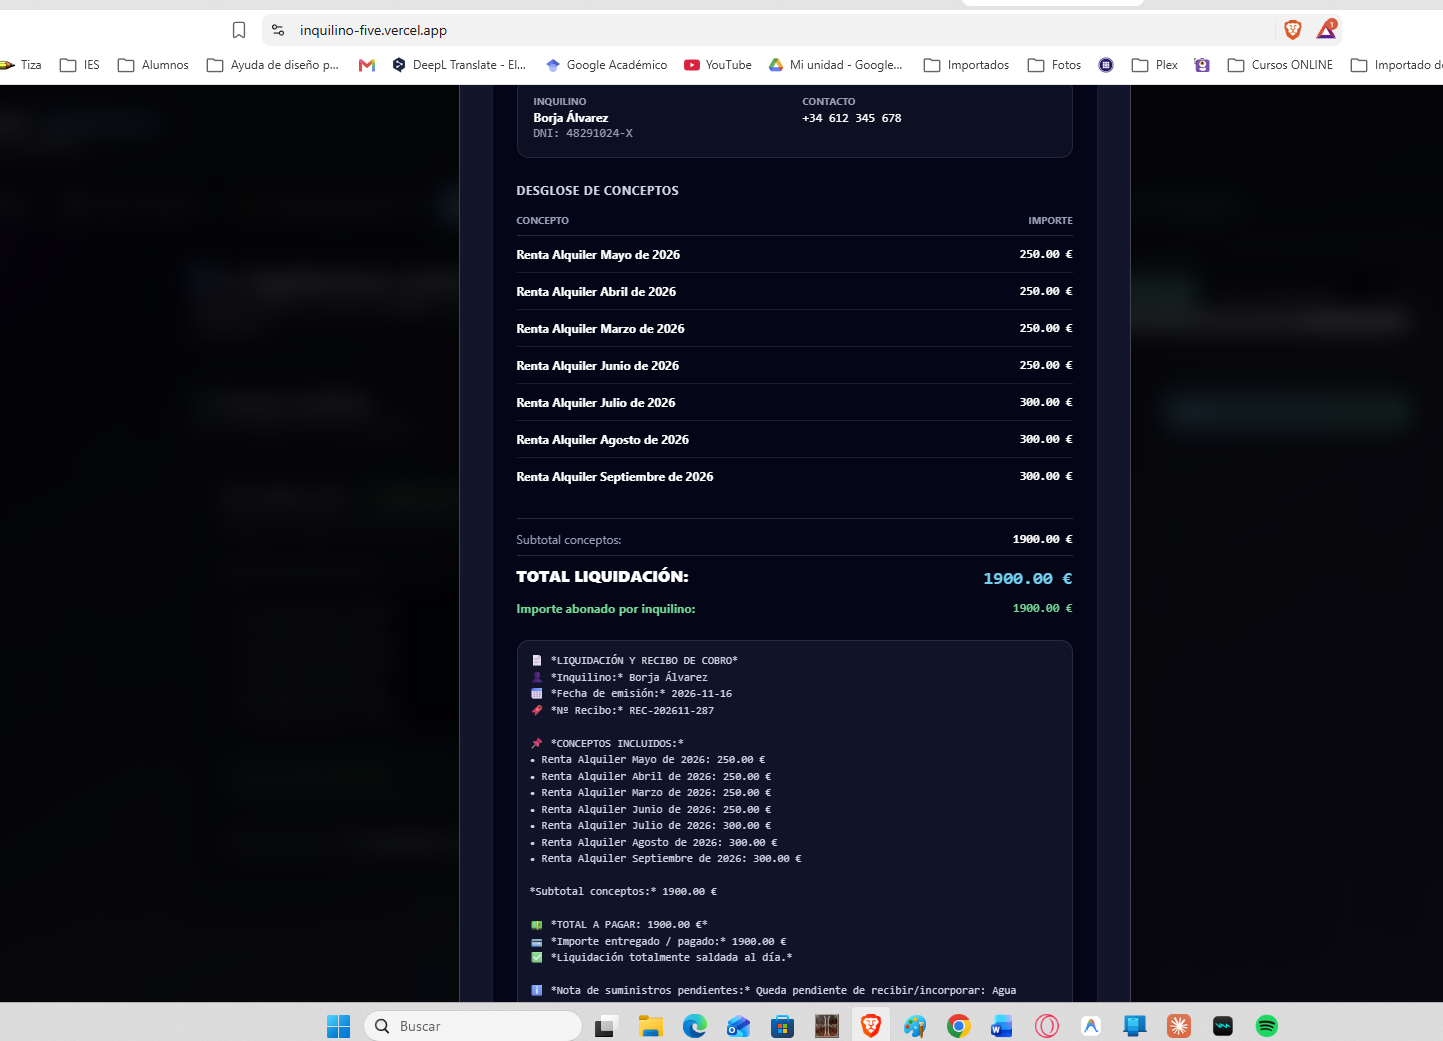 inquilino-five.vercel.app
1
Tiza
IES
Alumnos
Ayuda de diseño p...
DeepL Translate - El...
Google Académico
YouTube
Mi unidad - Google...
Importados
Fotos
Plex
Cursos ONLINE
Importado de
INQUILINO
CONTACTO
Borja Álvarez
+34 612 345 678
DNI: 48291024-X
DESGLOSE DE CONCEPTOS
CONCEPTO IMPORTE
Renta Alquiler Mayo de 2026 250.00 €
Renta Alquiler Abril de 2026 250.00 €
Renta Alquiler Marzo de 2026 250.00 €
Renta Alquiler Junio de 2026 250.00 €
Renta Alquiler Julio de 2026 300.00 €
Renta Alquiler Agosto de 2026 300.00 €
Renta Alquiler Septiembre de 2026 300.00 €
Subtotal conceptos: 1900.00 €
TOTAL LIQUIDACIÓN: 1900.00 €
Importe abonado por inquilino: 1900.00 €
*LIQUIDACIÓN Y RECIBO DE COBRO*
*Inquilino:* Borja Álvarez
*Fecha de emisión:* 2026-11-16
*Nº Recibo:* REC-202611-287
*CONCEPTOS INCLUIDOS:*
• Renta Alquiler Mayo de 2026: 250.00 €
• Renta Alquiler Abril de 2026: 250.00 €
• Renta Alquiler Marzo de 2026: 250.00 €
• Renta Alquiler Junio de 2026: 250.00 €
• Renta Alquiler Julio de 2026: 300.00 €
• Renta Alquiler Agosto de 2026: 300.00 €
• Renta Alquiler Septiembre de 2026: 300.00 €
*Subtotal conceptos:* 1900.00 €
*TOTAL A PAGAR: 1900.00 €*
*Importe entregado / pagado:* 1900.00 €
*Liquidación totalmente saldada al día.*
*Nota de suministros pendientes:* Queda pendiente de recibir/incorporar: Agua
Buscar